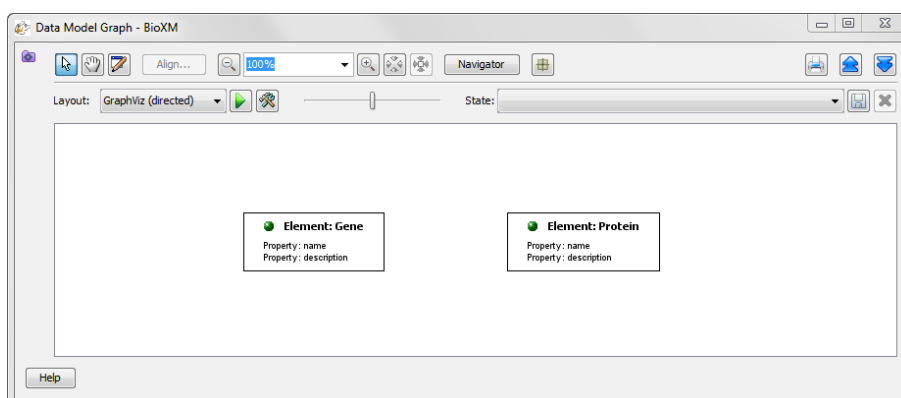 Data Model Graph - BioXM
Align... 100% Navigator
Layout: GraphViz (directed) State:
Element: Gene
Property: name
Property: description
Element: Protein
Property: name
Property: description
Help